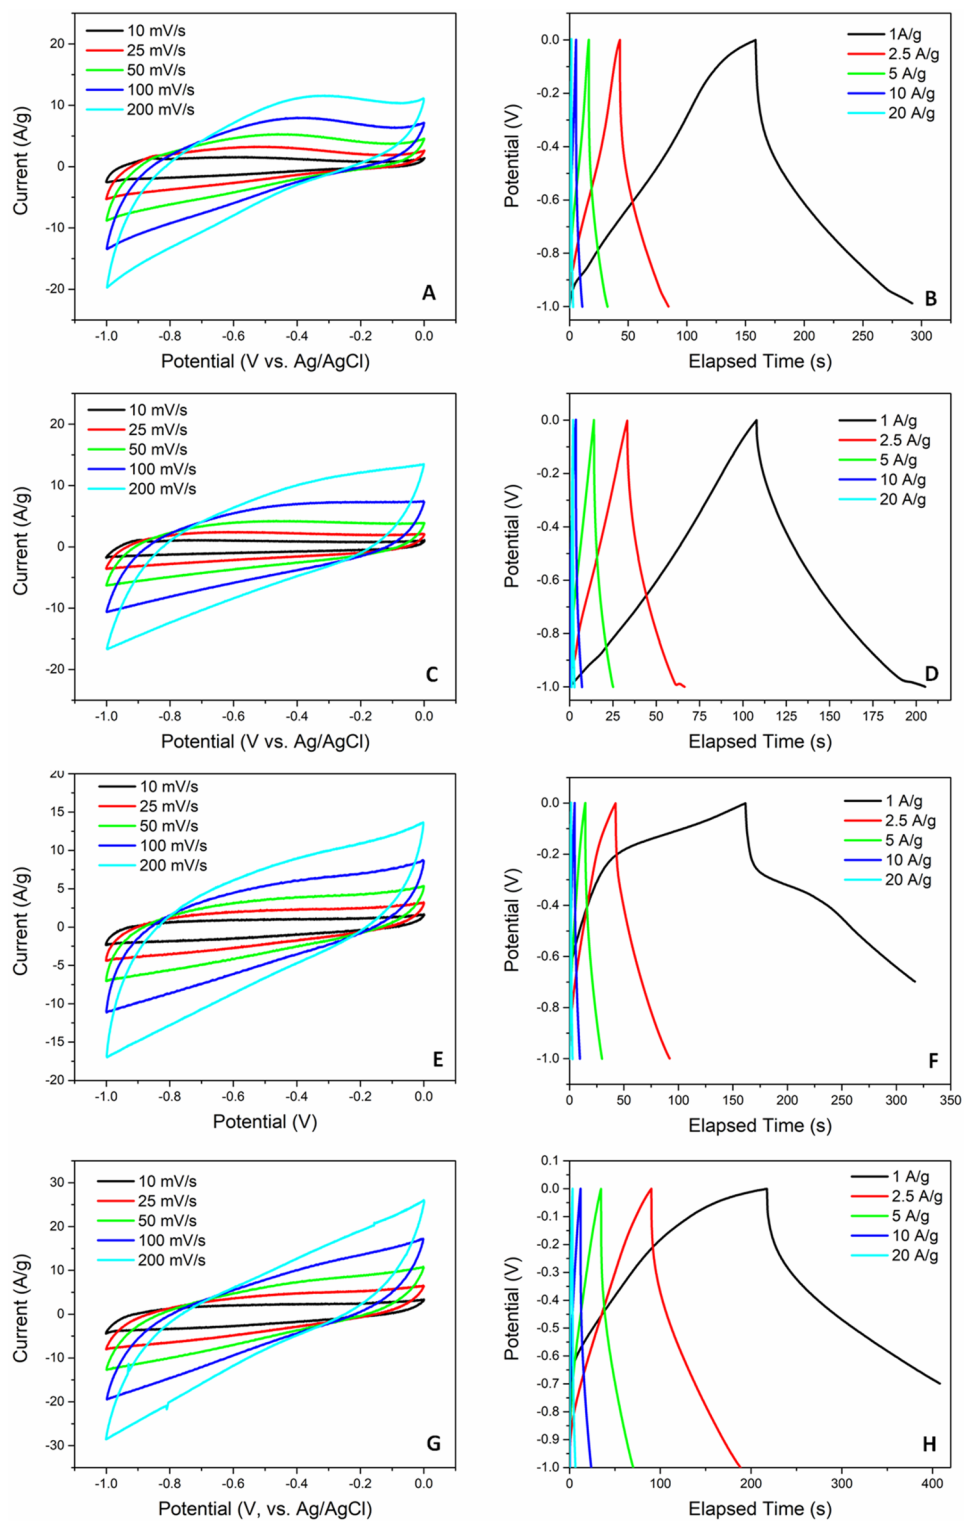 10 mV/s
25 mV/s
50 mV/s
100 mV/s
200 mV/s
Current (A/g)
20
10
0
-10
-20
-1.0 -0.8 -0.6 -0.4 -0.2 0.0
Potential (V vs. Ag/AgCl)
A
1A/g
2.5 A/g
5 A/g
10 A/g
20 A/g
Potential (V)
0.0
-0.2
-0.4
-0.6
-0.8
-1.0
0 50 100 150 200 250 300
Elapsed Time (s)
B
10 mV/s
25 mV/s
50 mV/s
100 mV/s
200 mV/s
Current (A/g)
20
10
0
-10
-20
-1.0 -0.8 -0.6 -0.4 -0.2 0.0
Potential (V vs. Ag/AgCl)
C
1 A/g
2.5 A/g
5 A/g
10 A/g
20 A/g
Potential (V)
0.0
-0.2
-0.4
-0.6
-0.8
-1.0
0 25 50 75 100 125 150 175 200
Elapsed Time (s)
D
10 mV/s
25 mV/s
50 mV/s
100 mV/s
200 mV/s
Current (A/g)
20
15
10
5
0
-5
-10
-15
-20
-1.0 -0.8 -0.6 -0.4 -0.2 0.0
Potential (V)
E
1 A/g
2.5 A/g
5 A/g
10 A/g
20 A/g
Potential (V)
0.0
-0.2
-0.4
-0.6
-0.8
-1.0
0 50 100 150 200 250 300 350
Elapsed Time (s)
F
10 mV/s
25 mV/s
50 mV/s
100 mV/s
200 mV/s
Current (A/g)
30
20
10
0
-10
-20
-30
-1.0 -0.8 -0.6 -0.4 -0.2 0.0
Potential (V, vs. Ag/AgCl)
G
1 A/g
2.5 A/g
5 A/g
10 A/g
20 A/g
Potential (V)
0.1
0.0
-0.1
-0.2
-0.3
-0.4
-0.5
-0.6
-0.7
-0.8
-0.9
-1.0
0 100 200 300 400
Elapsed Time (s)
H